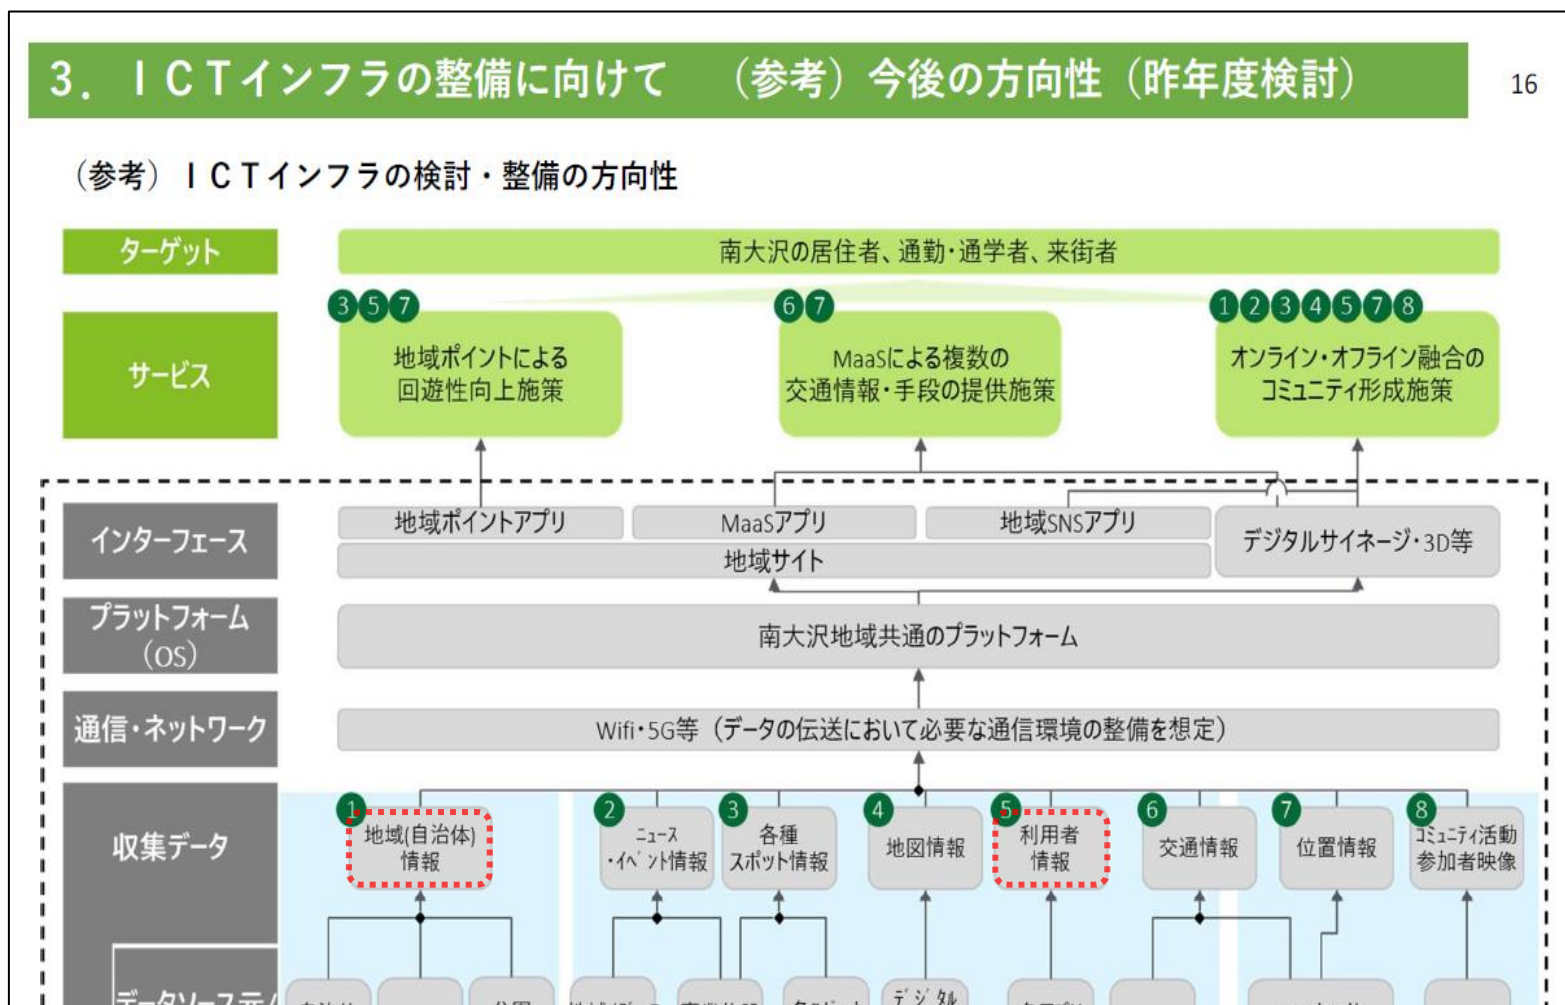 3．ＩＣＴインフラの整備に向けて　（参考）今後の方向性（昨年度検討）
16
（参考）ＩＣＴインフラの検討・整備の方向性
ターゲット
南大沢の居住者、通勤・通学者、来街者
サービス
3 5 7
地域ポイントによる
回遊性向上施策
6 7
MaaSによる複数の
交通情報・手段の提供施策
1 2 3 4 5 7 8
オンライン・オフライン融合の
コミュニティ形成施策
インターフェース
地域ポイントアプリ
MaaSアプリ
地域SNSアプリ
デジタルサイネージ・3D等
地域サイト
プラットフォーム
（OS）
南大沢地域共通のプラットフォーム
通信・ネットワーク
Wifi・5G等（データの伝送において必要な通信環境の整備を想定）
収集データ
1
地域(自治体)
情報
2
ニュース
・イベント情報
3
各種
スポット情報
4
地図情報
5
利用者
情報
6
交通情報
7
位置情報
8
コミュニティ活動
参加者映像
データソース
デジタル